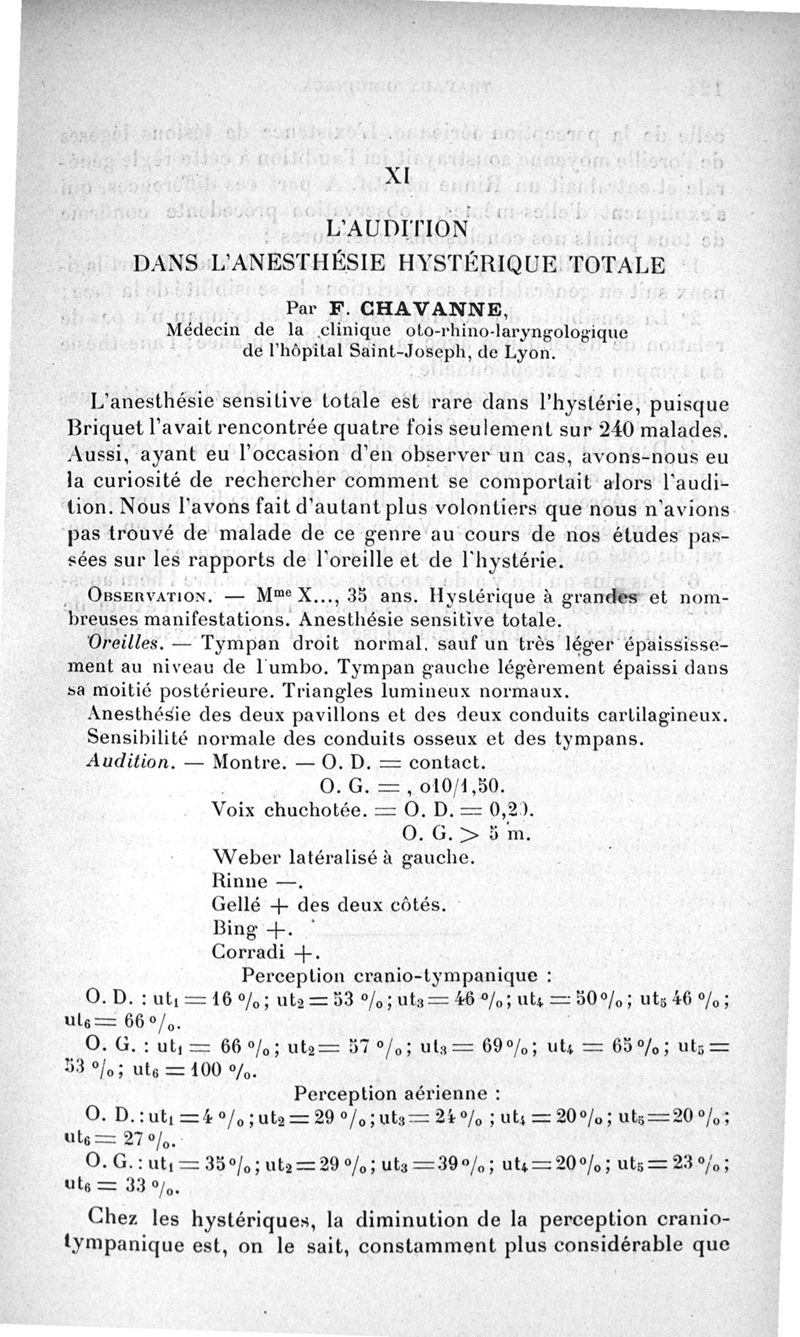 XI
L'AUDITION
DANS L'ANESTHÉSIE HYSTÉRIQUE TOTALE
Par F. CHAVANNE,
Médecin de la clinique oto-rhino-laryngologique
de l'hôpital Saint-Joseph, de Lyon.
L'anesthésie sensitive totale est rare dans l'hystérie, puisque
Briquet l'avait rencontrée quatre fois seulement sur 240 malades.
Aussi, ayant eu l'occasion d'en observer un cas, avons-nous eu
la curiosité de rechercher comment se comportait alors l'audi-
tion. Nous l'avons fait d'autant plus volontiers que nous n'avions
pas trouvé de malade de ce genre au cours de nos études pas-
sées sur les rapports de l'oreille et de l'hystérie.
OBSERVATION. — Mme X..., 35 ans. Hystérique à grandes et nom-
breuses manifestations. Anesthésie sensitive totale.
Oreilles. — Tympan droit normal, sauf un très léger épaississe-
ment au niveau de l'umbo. Tympan gauche légèrement épaissi dans
sa moitié postérieure. Triangles lumineux normaux.
Anesthésie des deux pavillons et des deux conduits cartilagineux.
Sensibilité normale des conduits osseux et des tympans.
Audition. — Montre. — O. D. = contact.
O. G. = , o10/1,50.
Voix chuchotée. = O. D. = 0,20.
O. G. > 5 m.
Weber latéralisé à gauche.
Rinne —.
Gellé + des deux côtés.
Bing +.
Corradi +.
Perception cranio-tympanique :
O. D. : ut1 = 16 %; ut2 = 53 %; ut3 = 46 %; ut4 = 50 %; ut5 46 %;
ut6 = 66 %.
O. G. : ut1 = 66 %; ut2 = 57 %; ut3 = 69 %; ut4 = 65 %; ut5 =
53 %; ut6 = 100 %.
Perception aérienne :
O. D. : ut1 = 4 %; ut2 = 29 %; ut3 = 24 %; ut4 = 20 %; ut5 = 20 %;
ut6 = 27 %.
O. G. : ut1 = 35 %; ut2 = 29 %; ut3 = 39 %; ut4 = 20 %; ut5 = 23 %;
ut6 = 33 %.
Chez les hystériques, la diminution de la perception cranio-
tympanique est, on le sait, constamment plus considérable que